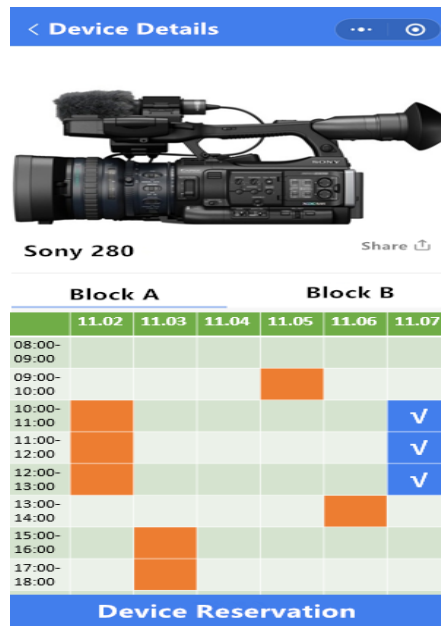 < Device Details
SONY
Sony 280
Share
Block A
Block B
11.02 11.03 11.04 11.05 11.06 11.07
08:00-
09:00
09:00-
10:00
10:00-
11:00
√
11:00-
12:00
√
12:00-
13:00
√
13:00-
14:00
15:00-
16:00
17:00-
18:00
Device Reservation